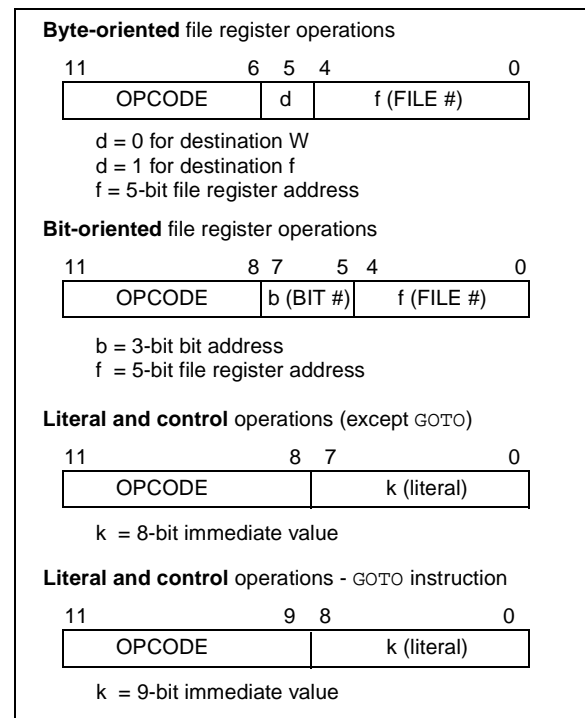 Byte-oriented file register operations
11 6 5 4 0
OPCODE d f (FILE #)
d = 0 for destination W
d = 1 for destination f
f = 5-bit file register address
Bit-oriented file register operations
11 8 7 5 4 0
OPCODE b (BIT #) f (FILE #)
b = 3-bit bit address
f = 5-bit file register address
Literal and control operations (except GOTO)
11 8 7 0
OPCODE k (literal)
k = 8-bit immediate value
Literal and control operations - GOTO instruction
11 9 8 0
OPCODE k (literal)
k = 9-bit immediate value